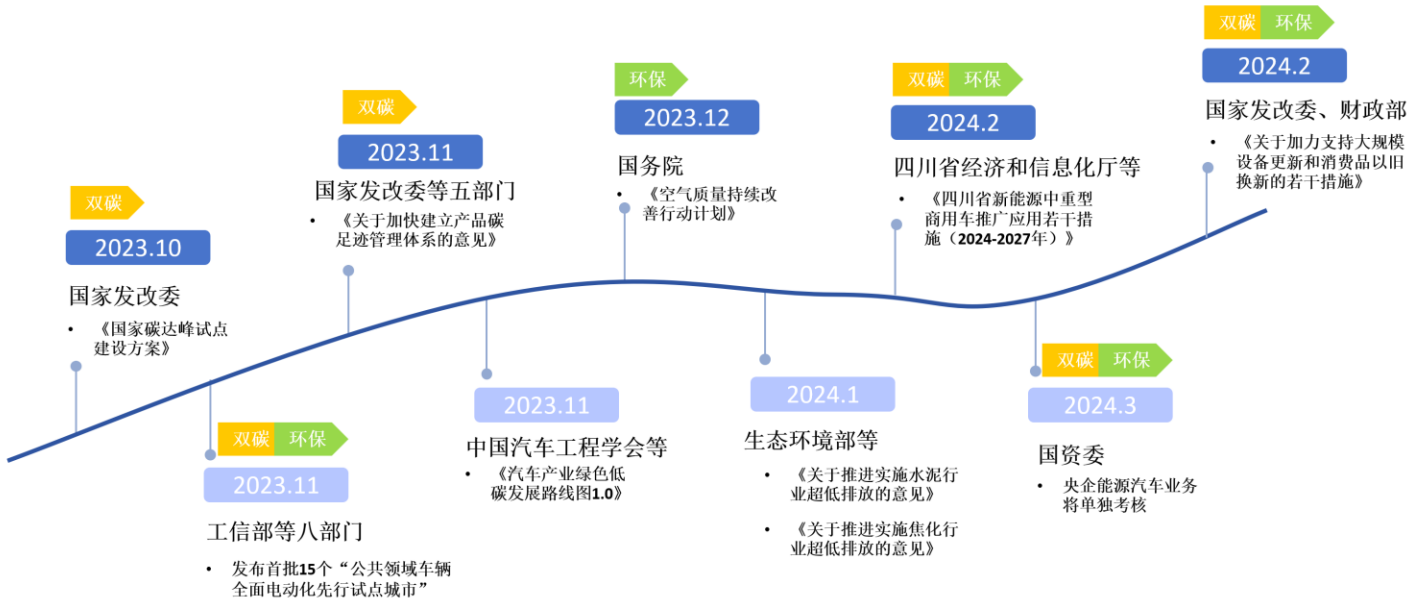 双碳
2023.10
国家发改委
• 《国家碳达峰试点
建设方案》
双碳 环保
2023.11
工信部等八部门
• 发布首批15个“公共领域车辆
全面电动化先行试点城市”
双碳
2023.11
国家发改委等五部门
• 《关于加快建立产品碳
足迹管理体系的意见》
2023.11
中国汽车工程学会等
• 《汽车产业绿色低
碳发展路线图1.0》
环保
2023.12
国务院
• 《空气质量持续改
善行动计划》
2024.1
生态环境部等
• 《关于推进实施水泥行
业超低排放的意见》
• 《关于推进实施焦化行
业超低排放的意见》
双碳 环保
2024.2
四川省经济和信息化厅等
• 《四川省新能源中重型
商用车推广应用若干措
施（2024-2027年）》
双碳 环保
2024.3
国资委
• 央企能源汽车业务
将单独考核
双碳 环保
2024.2
国家发改委、财政部
• 《关于加力支持大规模
设备更新和消费品以旧
换新的若干措施》